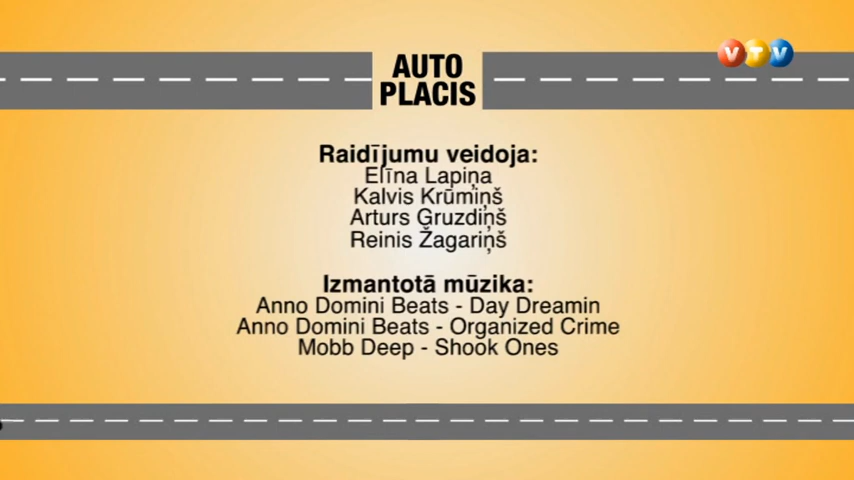 AUTO
PLACIS
VTV
Raidījumu veidoja:
Elīna Lapiņa
Kalvis Krūmiņš
Arturs Gruzdiņš
Reinis Žagariņš
Izmantotā mūzika:
Anno Domini Beats - Day Dreamin
Anno Domini Beats - Organized Crime
Mobb Deep - Shook Ones